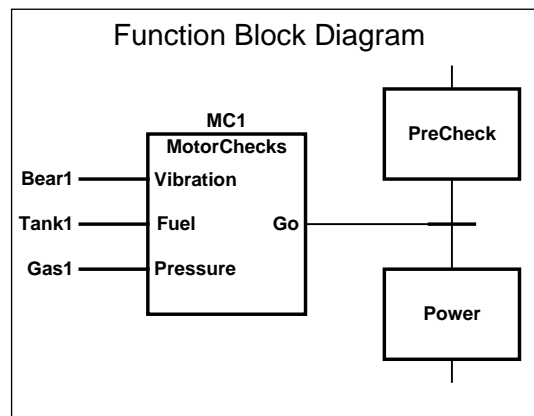 Function Block Diagram
MC1
MotorChecks
Bear1 Vibration
Tank1 Fuel Go
Gas1 Pressure
PreCheck
Power